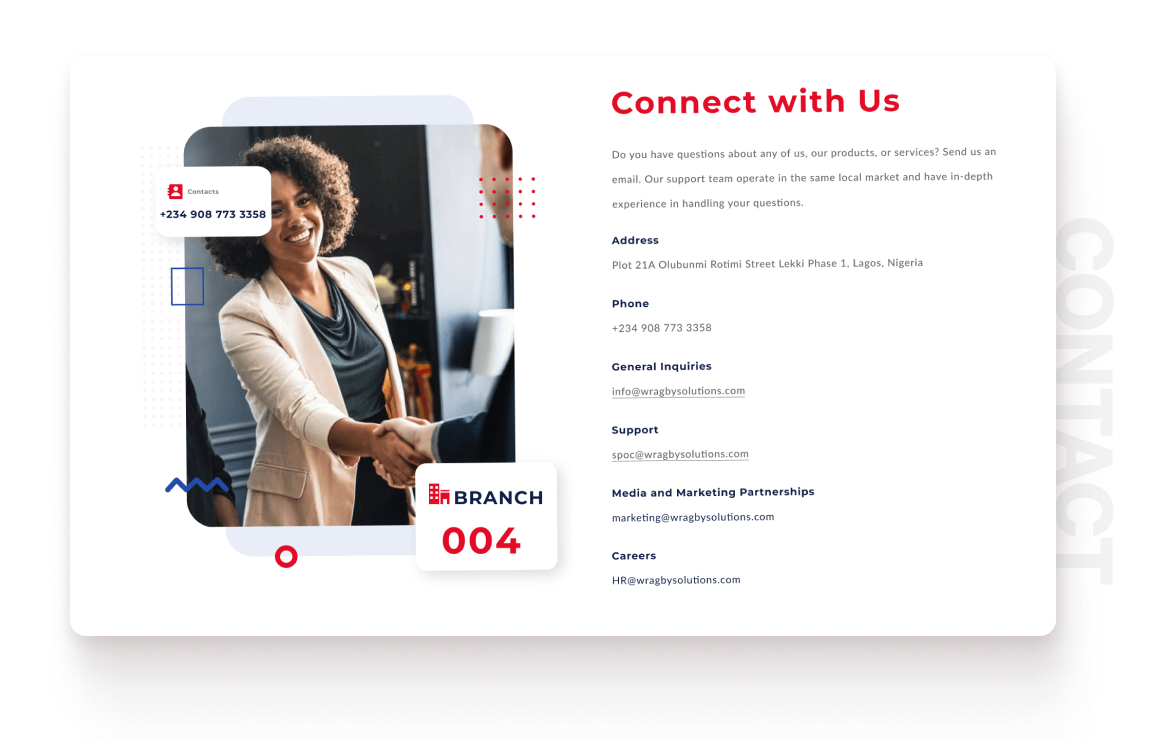 Contacts
+234 908 773 3358
BRANCH
004
Connect with Us
Do you have questions about any of us, our products, or services? Send us an
email. Our support team operate in the same local market and have in-depth
experience in handling your questions.
Address
Plot 21A Olubunmi Rotimi Street Lekki Phase 1, Lagos, Nigeria
Phone
+234 908 773 3358
General Inquiries
info@wragbysolutions.com
Support
spoc@wragbysolutions.com
Media and Marketing Partnerships
marketing@wragbysolutions.com
Careers
HR@wragbysolutions.com
CONTACT